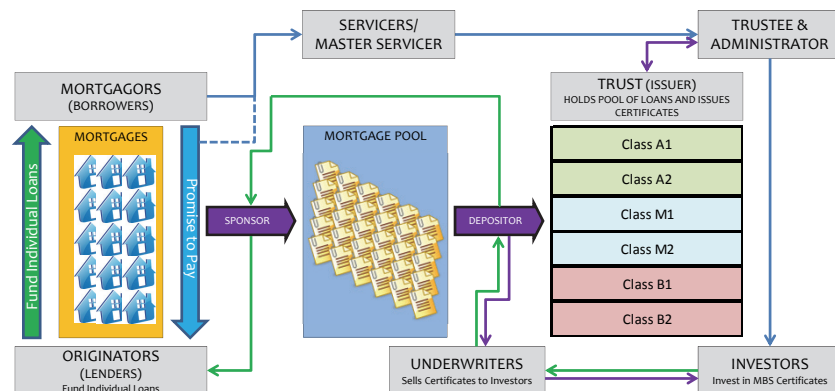 SERVICERS/
MASTER SERVICER
TRUSTEE &
ADMINISTRATOR
MORTGAGORS
(BORROWERS)
TRUST (ISSUER)
HOLDS POOL OF LOANS AND ISSUES
CERTIFICATES
MORTGAGES
MORTGAGE POOL
Fund Individual Loans
Promise to Pay
SPONSOR
DEPOSITOR
Class A1
Class A2
Class M1
Class M2
Class B1
Class B2
ORIGINATORS
(LENDERS)
Fund Individual Loans
UNDERWRITERS
Sells Certificates to Investors
INVESTORS
Invest in MBS Certificates